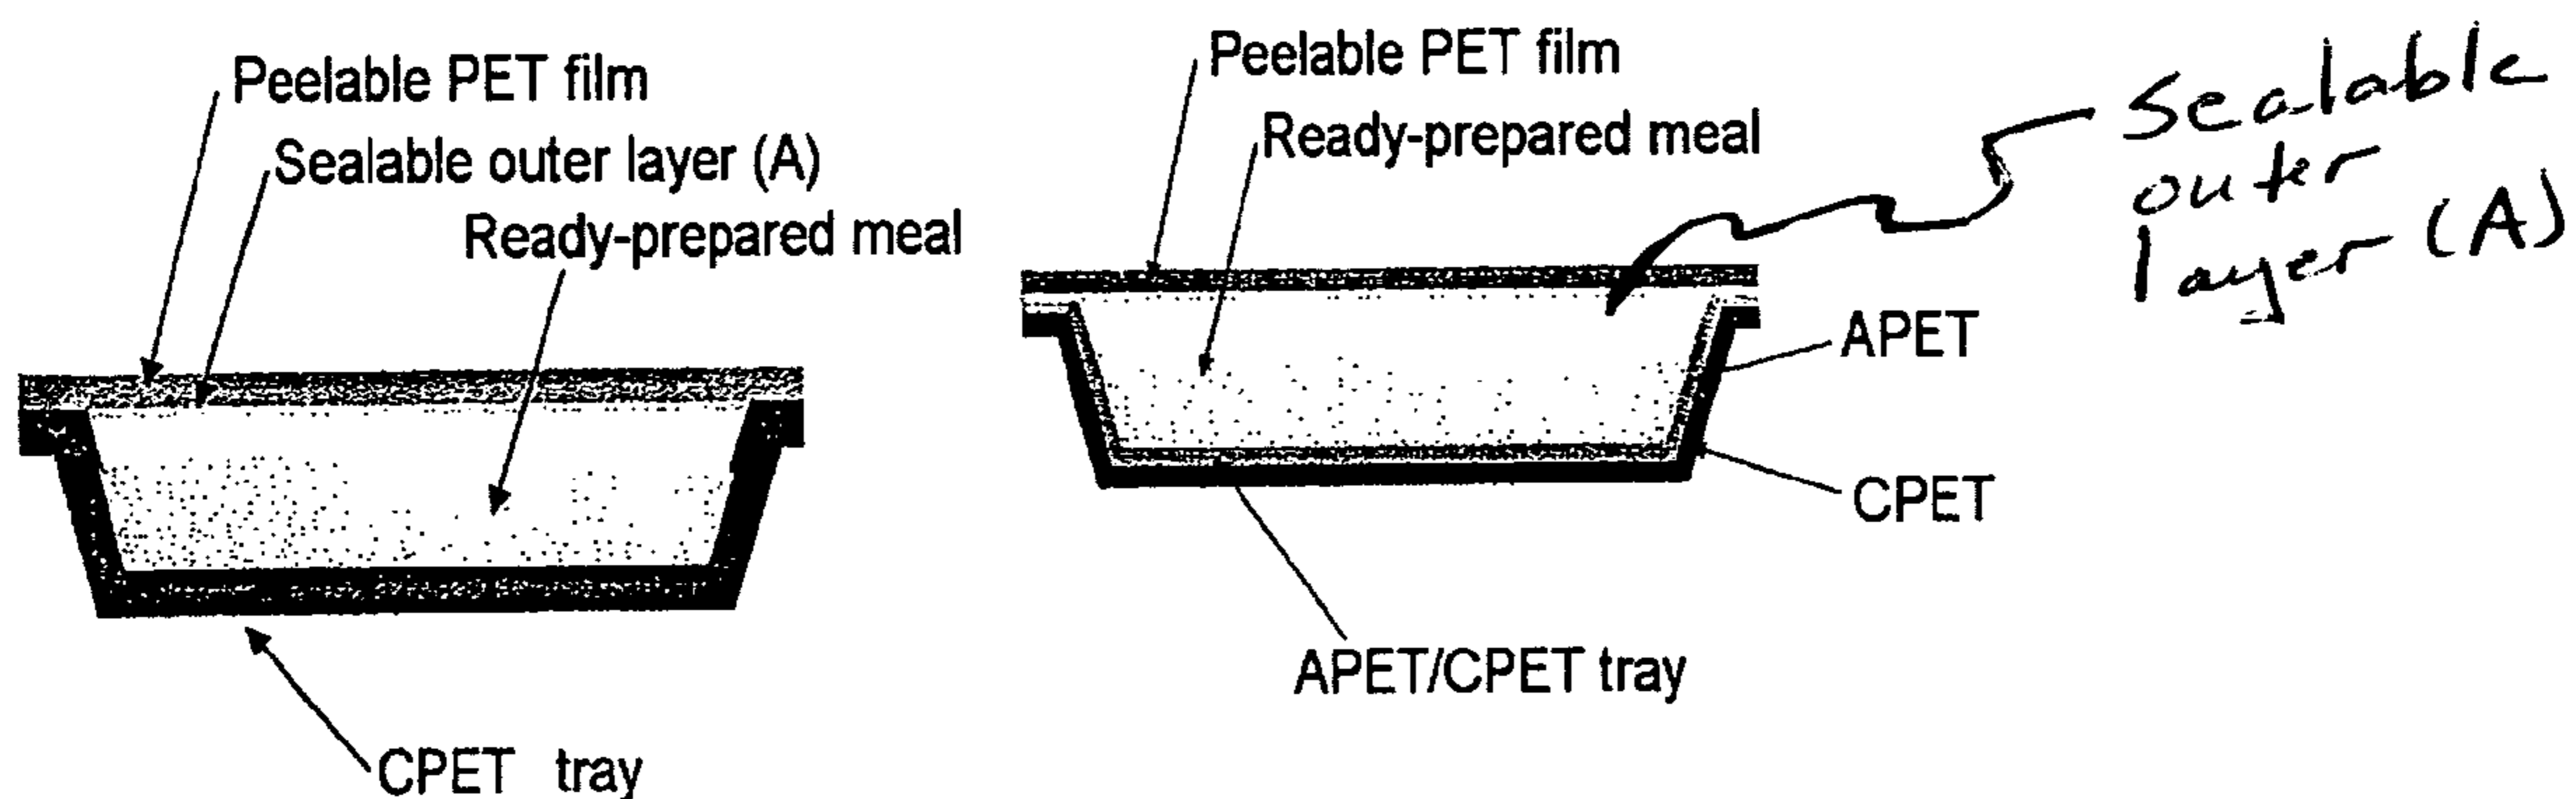 Peelable PET film
Sealable outer layer (A)
Ready-prepared meal
CPET tray
Peelable PET film
Ready-prepared meal
Sealable
outer
layer (A)
APET
CPET
APET/CPET tray